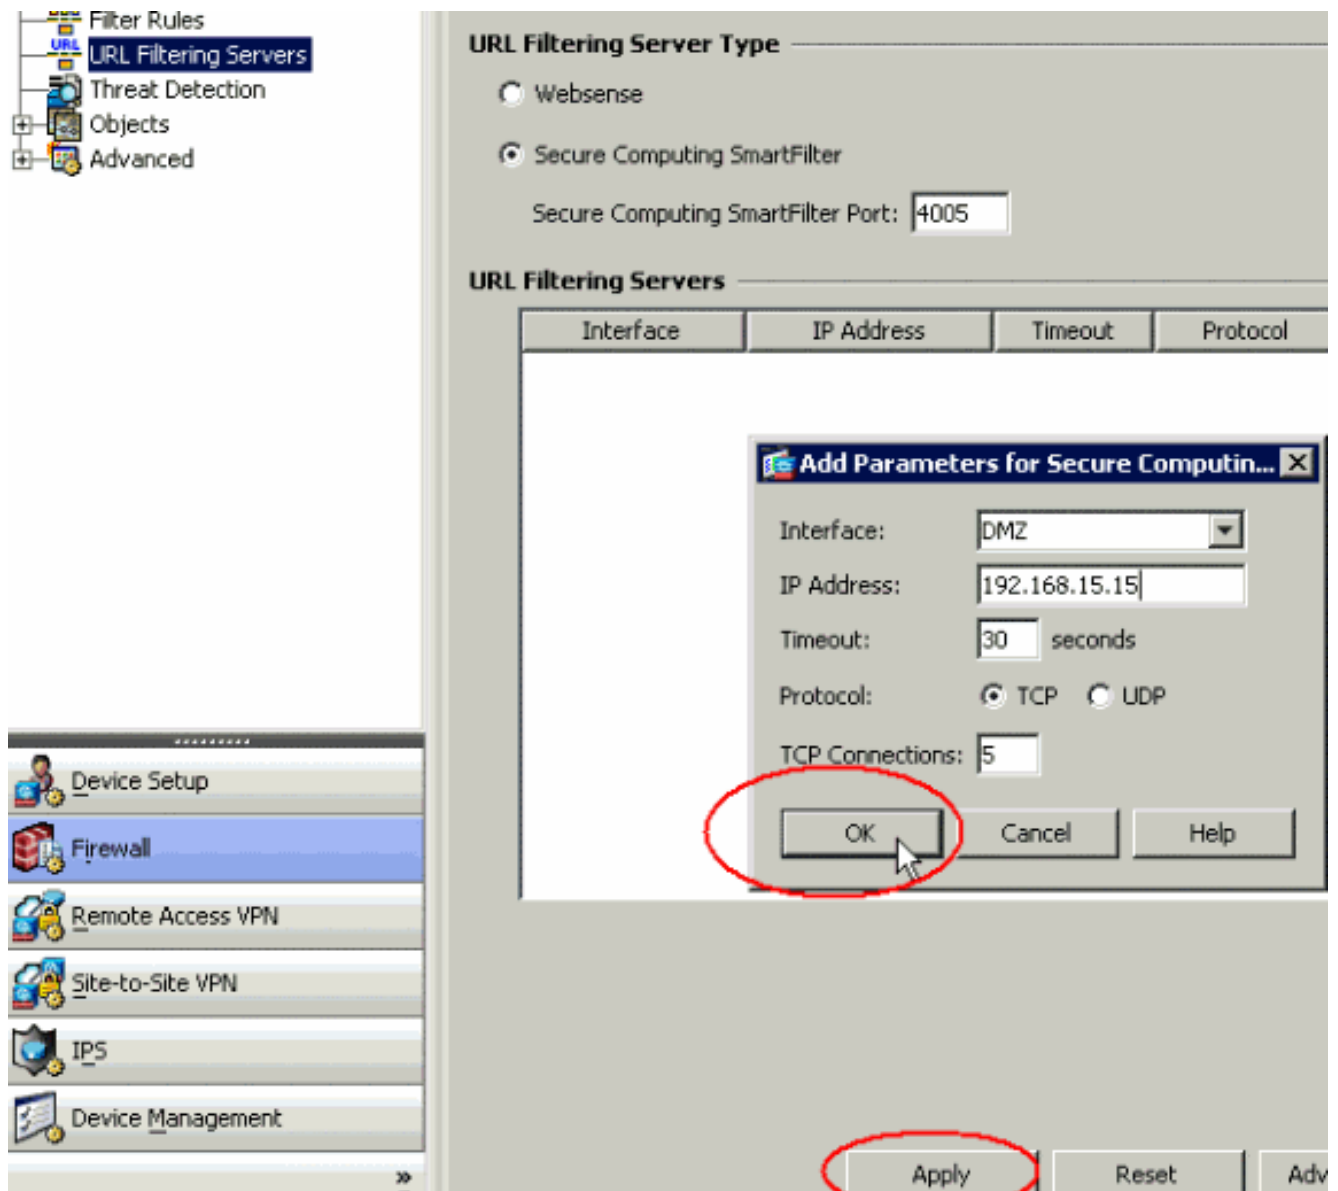 Filter Rules
URL
URL Filtering Servers
Threat Detection
Objects
Advanced
Device Setup
Firewall
Remote Access VPN
Site-to-Site VPN
IPS
Device Management
»
URL Filtering Server Type
Websense
Secure Computing SmartFilter
Secure Computing SmartFilter Port: 4005
URL Filtering Servers
Interface IP Address Timeout Protocol
Add Parameters for Secure Computin...
Interface: DMZ
IP Address: 192.168.15.15
Timeout: 30 seconds
Protocol: TCP UDP
TCP Connections: 5
OK Cancel Help
Apply Reset Adv